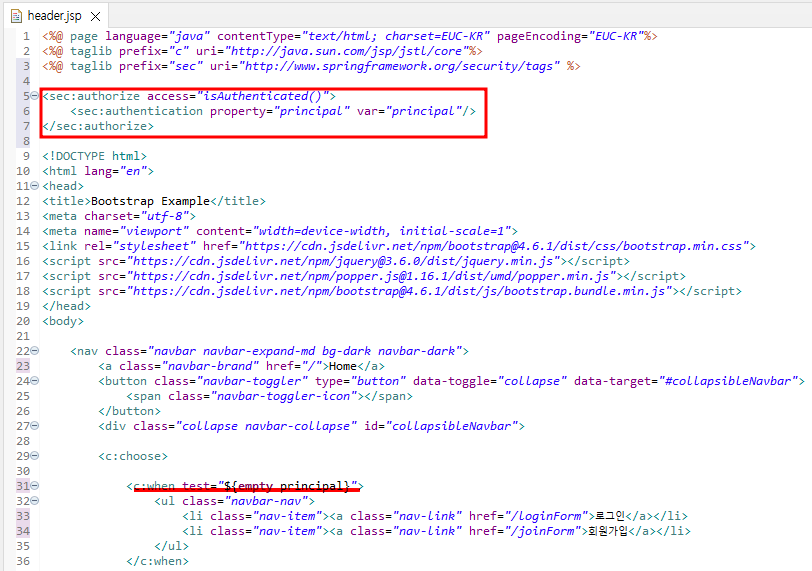 header.jsp
1 <%@ page language="java" contentType="text/html; charset=EUC-KR" pageEncoding="EUC-KR"%>
2 <%@ taglib prefix="c" uri="http://java.sun.com/jsp/jstl/core"%>
3 <%@ taglib prefix="sec" uri="http://www.springframework.org/security/tags" %>
4
5 <sec:authorize access="isAuthenticated()">
6 <sec:authentication property="principal" var="principal"/>
7 </sec:authorize>
8
9 <!DOCTYPE html>
10 <html lang="en">
11 <head>
12 <title>Bootstrap Example</title>
13 <meta charset="utf-8">
14 <meta name="viewport" content="width=device-width, initial-scale=1">
15 <link rel="stylesheet" href="https://cdn.jsdelivr.net/npm/bootstrap@4.6.1/dist/css/bootstrap.min.css">
16 <script src="https://cdn.jsdelivr.net/npm/jquery@3.6.0/dist/jquery.min.js"></script>
17 <script src="https://cdn.jsdelivr.net/npm/popper.js@1.16.1/dist/umd/popper.min.js"></script>
18 <script src="https://cdn.jsdelivr.net/npm/bootstrap@4.6.1/dist/js/bootstrap.bundle.min.js"></script>
19 </head>
20 <body>
21
22 <nav class="navbar navbar-expand-md bg-dark navbar-dark">
23 <a class="navbar-brand" href="/">Home</a>
24 <button class="navbar-toggler" type="button" data-toggle="collapse" data-target="#collapsibleNavbar">
25 <span class="navbar-toggler-icon"></span>
26 </button>
27 <div class="collapse navbar-collapse" id="collapsibleNavbar">
28
29 <c:choose>
30
31 <c:when test="${empty principal}">
32 <ul class="navbar-nav">
33 <li class="nav-item"><a class="nav-link" href="/loginForm">로그인</a></li>
34 <li class="nav-item"><a class="nav-link" href="/joinForm">회원가입</a></li>
35 </ul>
36 </c:when>